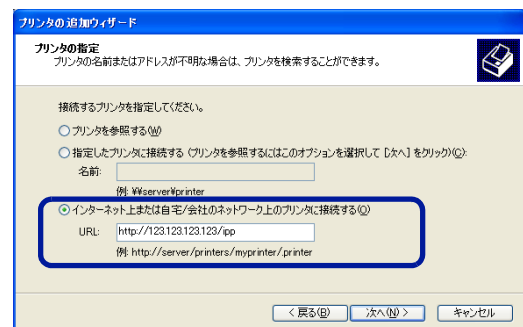 プリンタの追加ウィザード
プリンタの指定
プリンタの名前またはアドレスが不明な場合は、プリンタを検索することができます。
接続するプリンタを指定してください。
プリンタを参照する(W)
指定したプリンタに接続する (プリンタを参照するにはこのオプションを選択して [次へ] をクリック)(C):
名前:
例: ¥¥server¥printer
インターネット上または自宅/会社のネットワーク上のプリンタに接続する(O)
URL: http://123.123.123.123/ipp
例: http://server/printers/myprinter/.printer
< 戻る(B) 次へ(N) > キャンセル